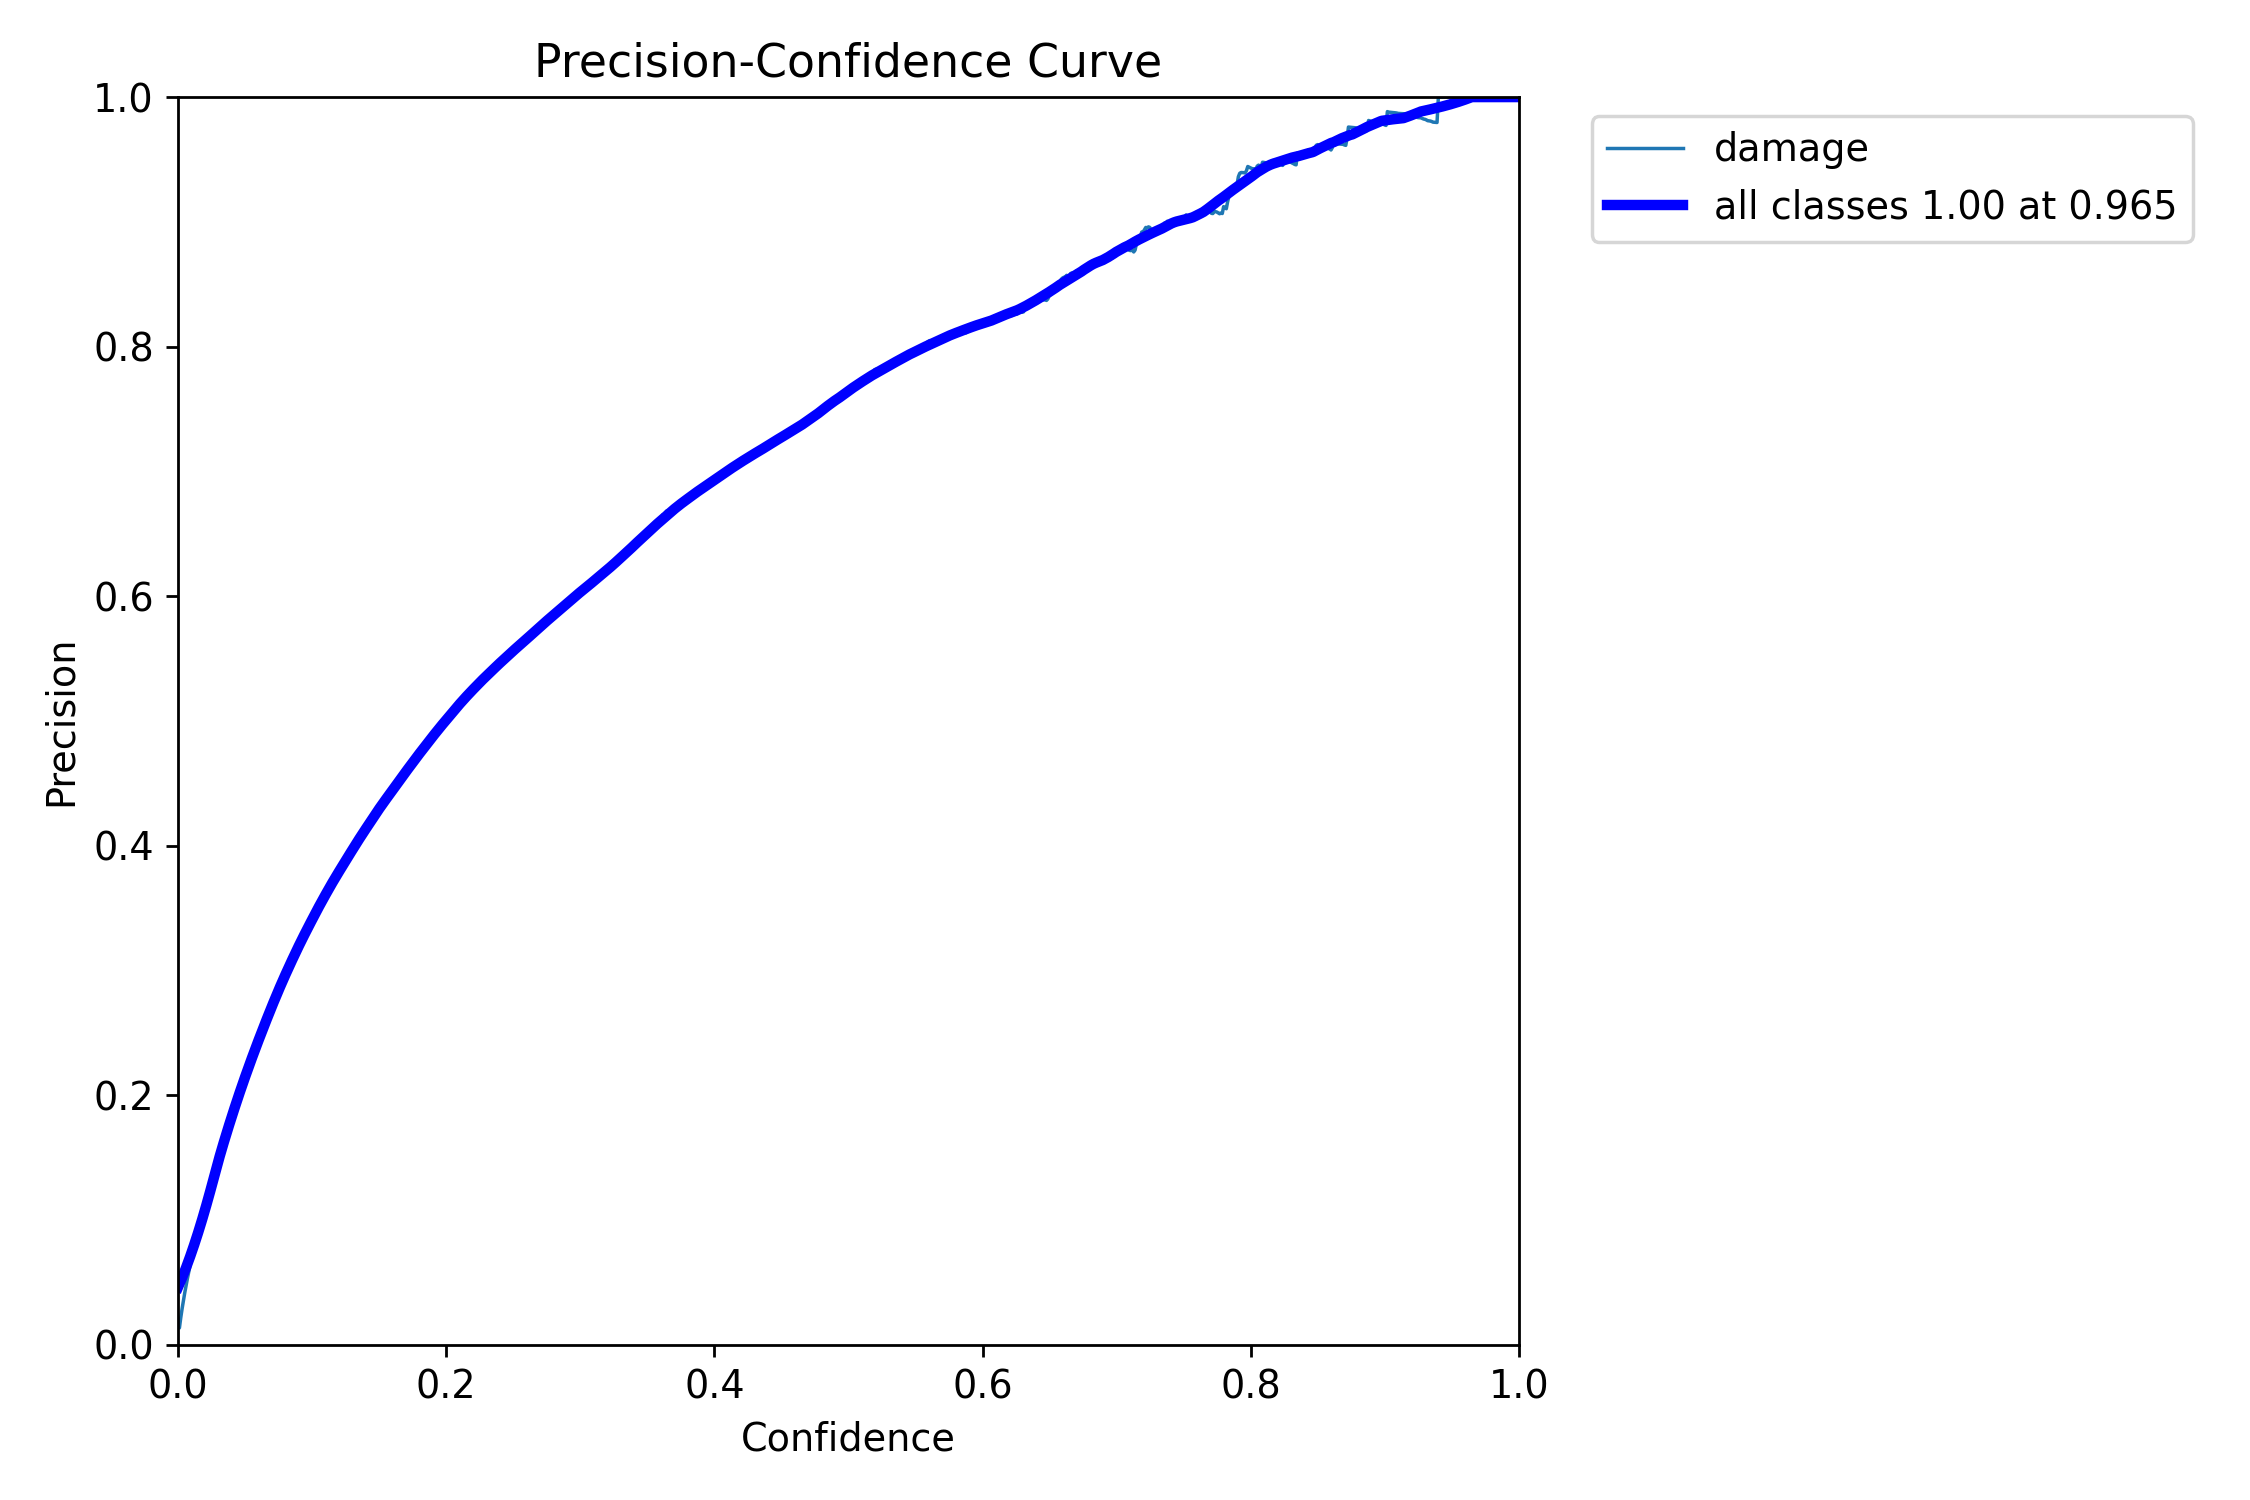 Precision-Confidence Curve
1.0
0.8
0.6
0.4
0.2
0.0
Precision
0.0 0.2 0.4 0.6 0.8 1.0
Confidence
damage
all classes 1.00 at 0.965